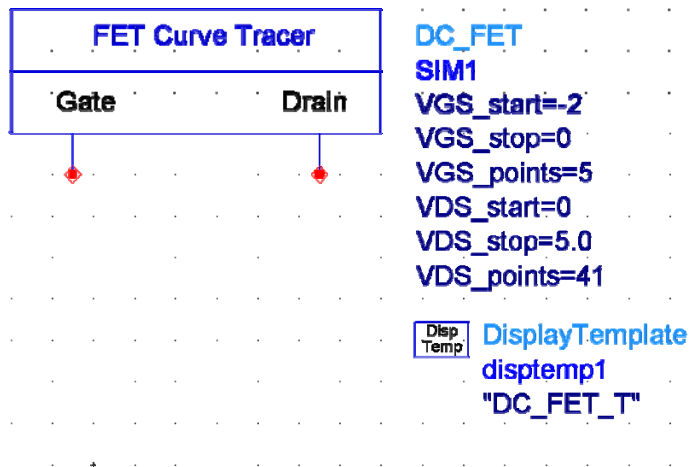 FET Curve Tracer
Gate Drain
DC_FET
SIM1
VGS_start=-2
VGS_stop=0
VGS_points=5
VDS_start=0
VDS_stop=5.0
VDS_points=41
Disp
Temp
DisplayTemplate
disptemp1
"DC_FET_T"